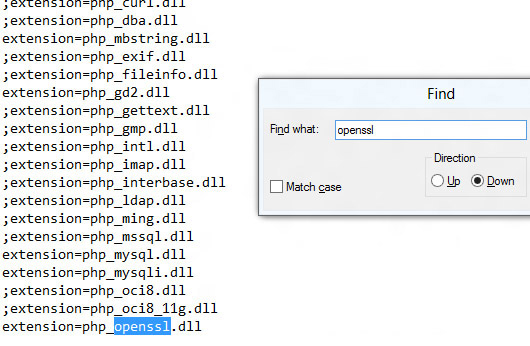 ;extension=php_curl.dll
;extension=php_dba.dll
extension=php_mbstring.dll
;extension=php_exif.dll
;extension=php_fileinfo.dll
extension=php_gd2.dll
;extension=php_gettext.dll
;extension=php_gmp.dll
;extension=php_intl.dll
;extension=php_imap.dll
;extension=php_interbase.dll
;extension=php_ldap.dll
;extension=php_ming.dll
;extension=php_mssql.dll
extension=php_mysql.dll
extension=php_mysqli.dll
;extension=php_oci8.dll
;extension=php_oci8_11g.dll
extension=php_openssl.dll
Find
Find what: openssl
Direction
Match case
Up Down